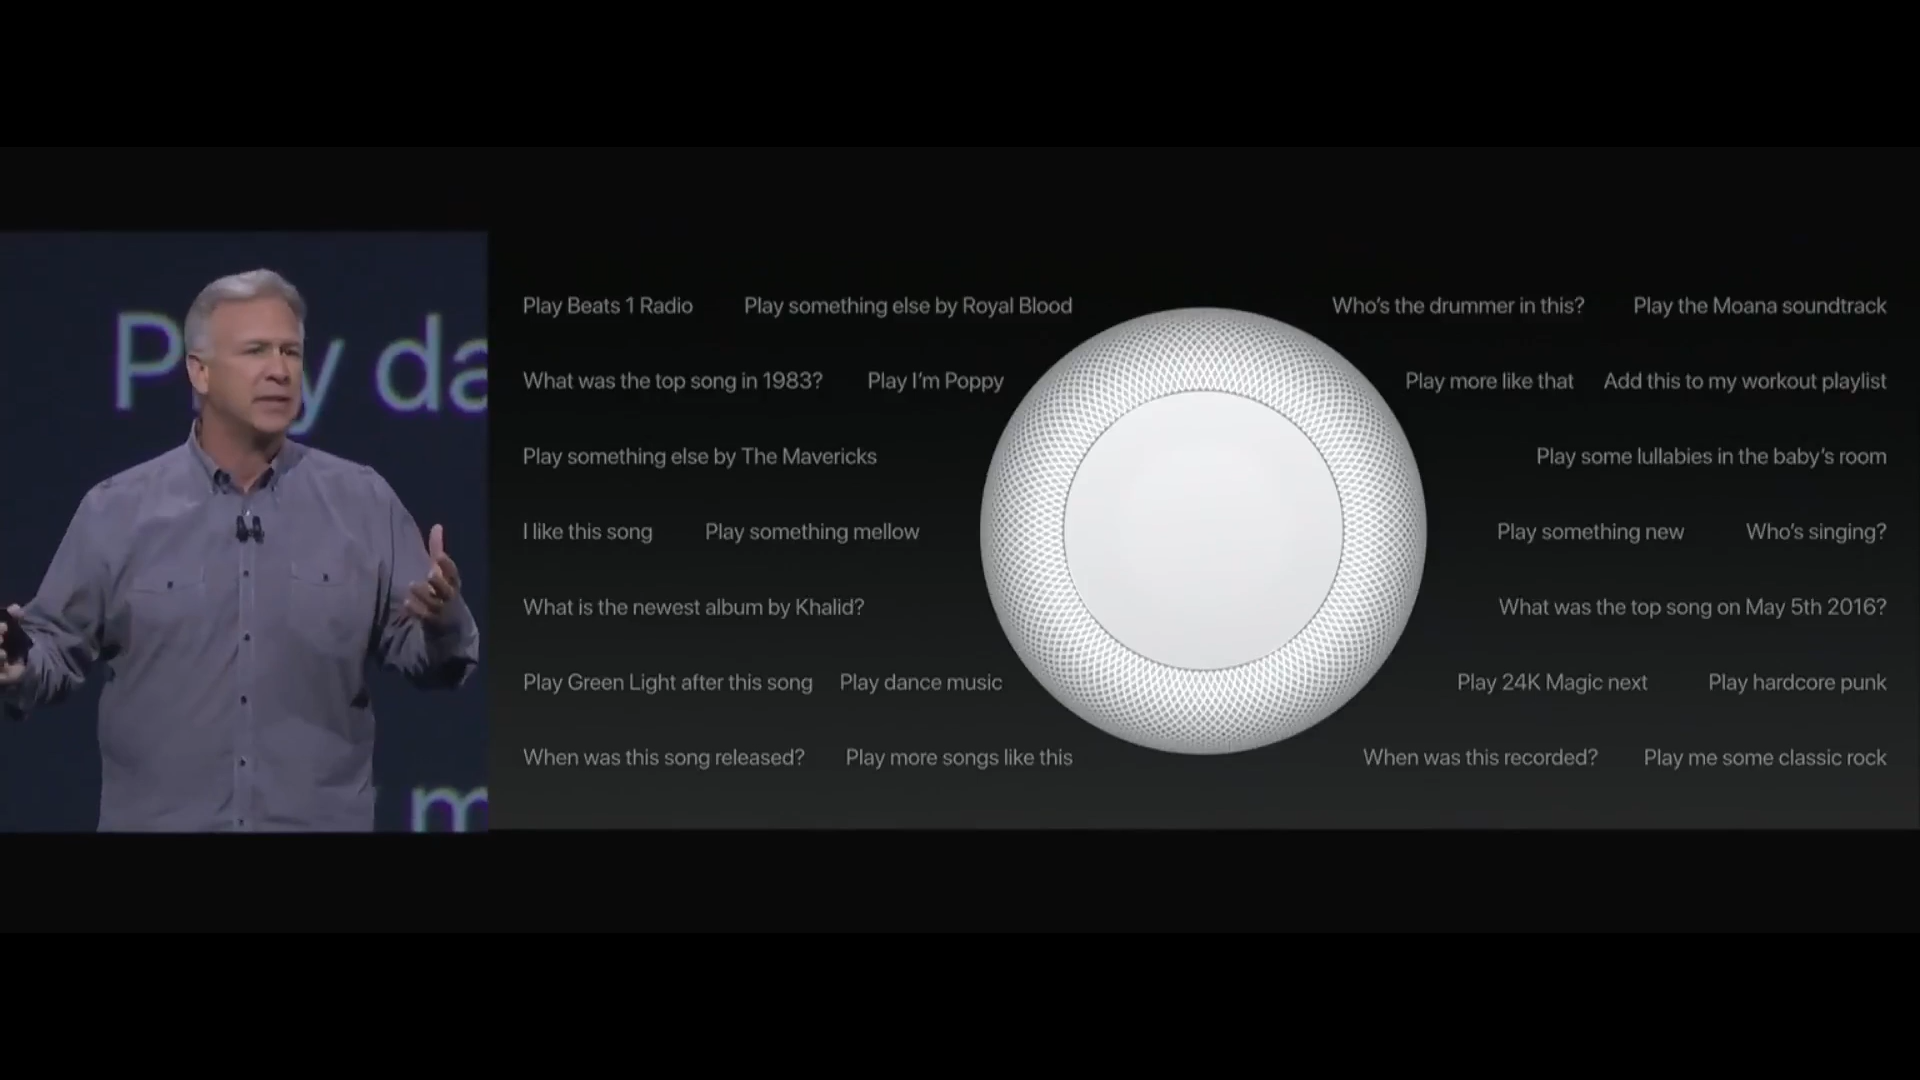 Play da
m
Play Beats 1 Radio Play something else by Royal Blood Who's the drummer in this? Play the Moana soundtrack
What was the top song in 1983? Play I'm Poppy Play more like that Add this to my workout playlist
Play something else by The Mavericks Play some lullabies in the baby's room
I like this song Play something mellow Play something new Who's singing?
What is the newest album by Khalid? What was the top song on May 5th 2016?
Play Green Light after this song Play dance music Play 24K Magic next Play hardcore punk
When was this song released? Play more songs like this When was this recorded? Play me some classic rock